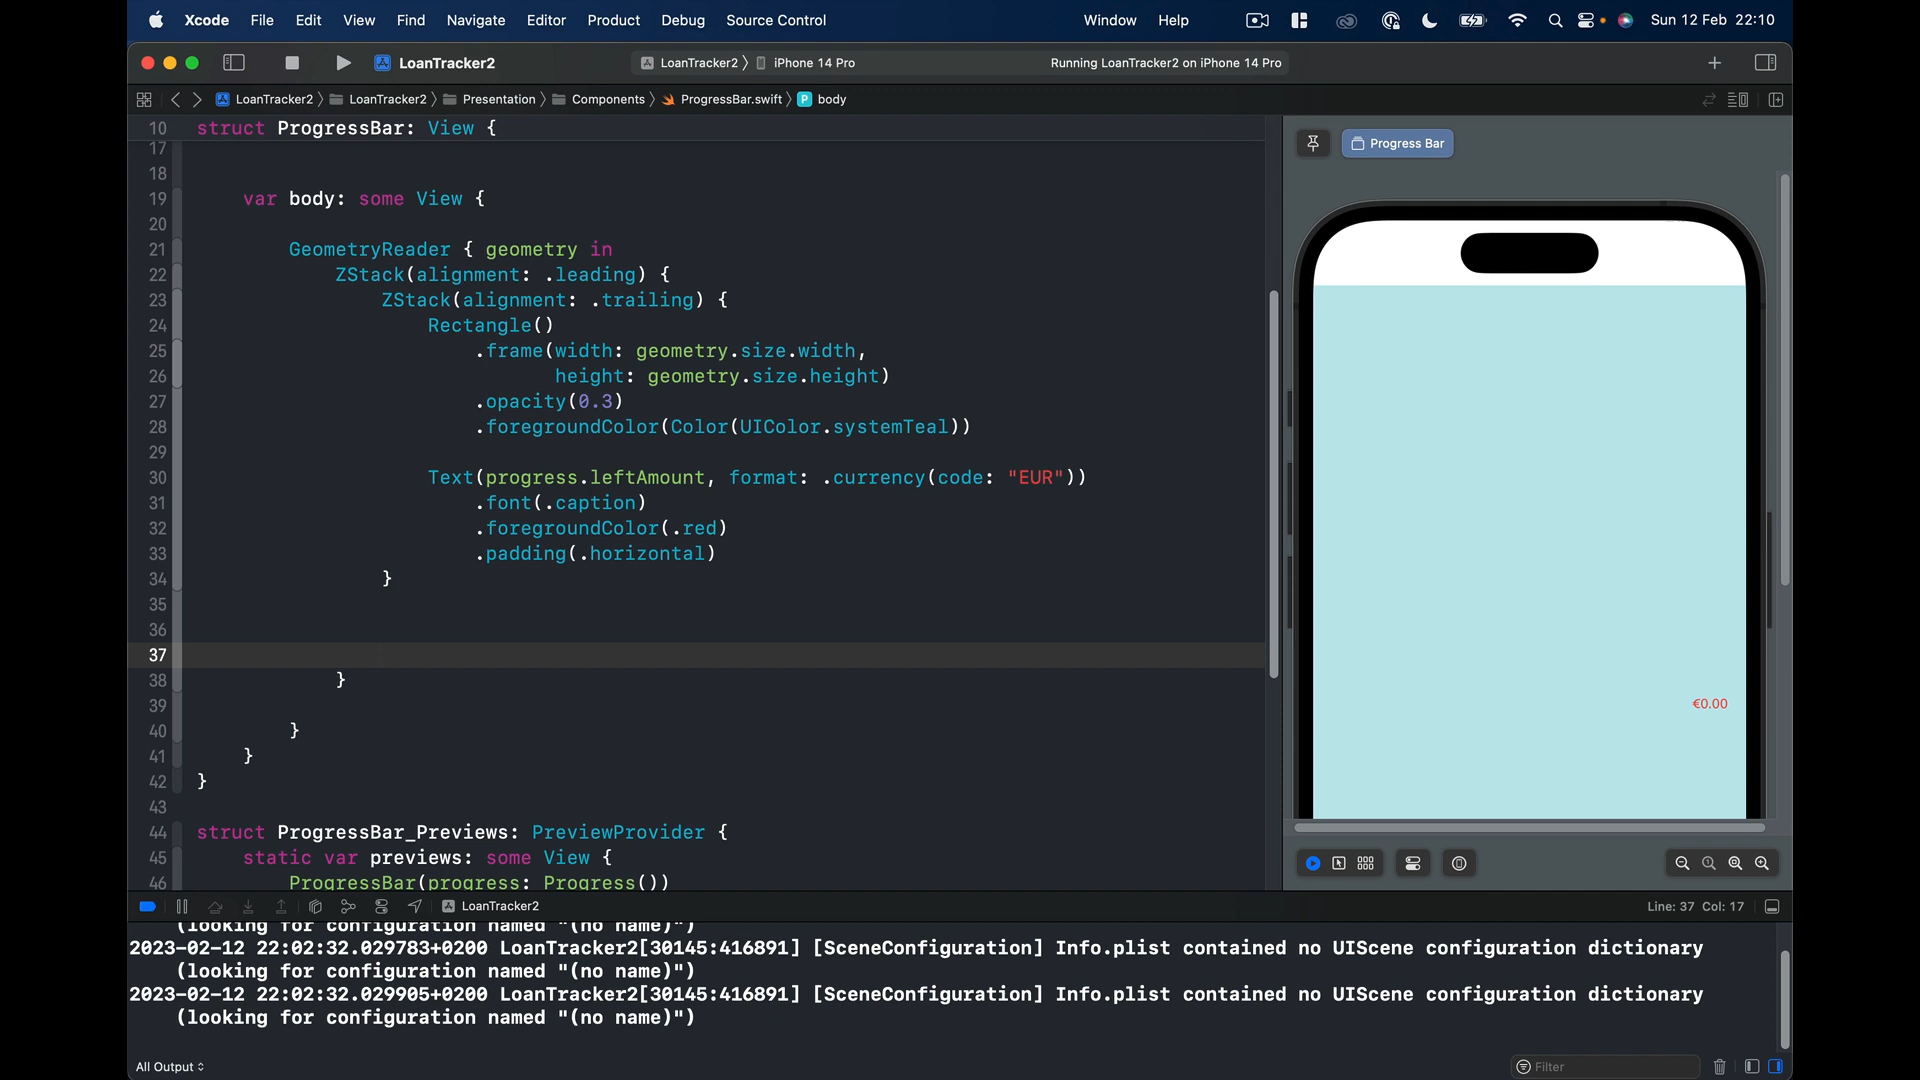 Xcode File Edit View Find Navigate Editor Product Debug Source Control Window Help Sun 12 Feb 22:10
LoanTracker2 LoanTracker2 〉 iPhone 14 Pro Running LoanTracker2 on iPhone 14 Pro
LoanTracker2 〉 LoanTracker2 〉 Presentation 〉 Components 〉 ProgressBar.swift 〉 P body
10 struct ProgressBar: View {
17
18
19 var body: some View {
20
21 GeometryReader { geometry in
22 ZStack(alignment: .leading) {
23 ZStack(alignment: .trailing) {
24 Rectangle()
25 .frame(width: geometry.size.width,
26 height: geometry.size.height)
27 .opacity(0.3)
28 .foregroundColor(Color(UIColor.systemTeal))
29
30 Text(progress.leftAmount, format: .currency(code: "EUR"))
31 .font(.caption)
32 .foregroundColor(.red)
33 .padding(.horizontal)
34 }
35
36
37
38 }
39
40 }
41 }
42 }
43
44 struct ProgressBar_Previews: PreviewProvider {
45 static var previews: some View {
46 ProgressBar(progress: Progress())
Progress Bar
€0.00
LoanTracker2 Line: 37 Col: 17
(looking for configuration named "(no name)")
2023-02-12 22:02:32.029783+0200 LoanTracker2[30145:416891] [SceneConfiguration] Info.plist contained no UIScene configuration dictionary
(looking for configuration named "(no name)")
2023-02-12 22:02:32.029905+0200 LoanTracker2[30145:416891] [SceneConfiguration] Info.plist contained no UIScene configuration dictionary
(looking for configuration named "(no name)")
All Output Filter